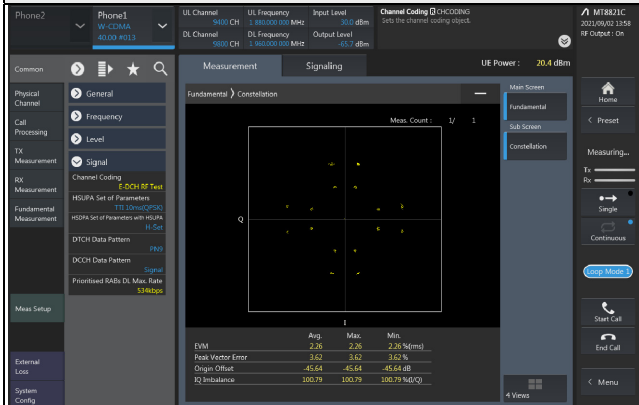 Phone2
Phone1
W-CDMA
40.00 #013
UL Channel
9400 CH
DL Channel
9800 CH
UL Frequency
1 880.000 000 MHz
DL Frequency
1 960.000 000 MHz
Input Level
30.0 dBm
Output Level
-65.7 dBm
Channel Coding CHCODING
Sets the channel coding object.
MT8821C
2021/09/02 13:58
RF Output : On
Common
Physical
Channel
Call
Processing
TX
Measurement
RX
Measurement
Fundamental
Measurement
Meas Setup
External
Loss
System
Config
General
Frequency
Level
Signal
Channel Coding
E-DCH RF Test
HSUPA Set of Parameters
TTI 10ms(QPSK)
HSDPA Set of Parameters with HSUPA
H-Set
DTCH Data Pattern
PN9
DCCH Data Pattern
Signal
Prioritised RABs DL Max. Rate
534kbps
Measurement
Signaling
UE Power : 20.4 dBm
Fundamental Constellation
Meas. Count : 1/ 1
Q
I
Avg. Max. Min.
EVM 2.26 2.26 2.26 %(rms)
Peak Vector Error 3.62 3.62 3.62 %
Origin Offset -45.64 -45.64 -45.64 dB
IQ Imbalance 100.79 100.79 100.79 %(I/Q)
Main Screen
Fundamental
Sub Screen
Constellation
4 Views
Home
Preset
Measuring...
Tx
Rx
Single
Continuous
Loop Mode 1
Start Call
End Call
Menu